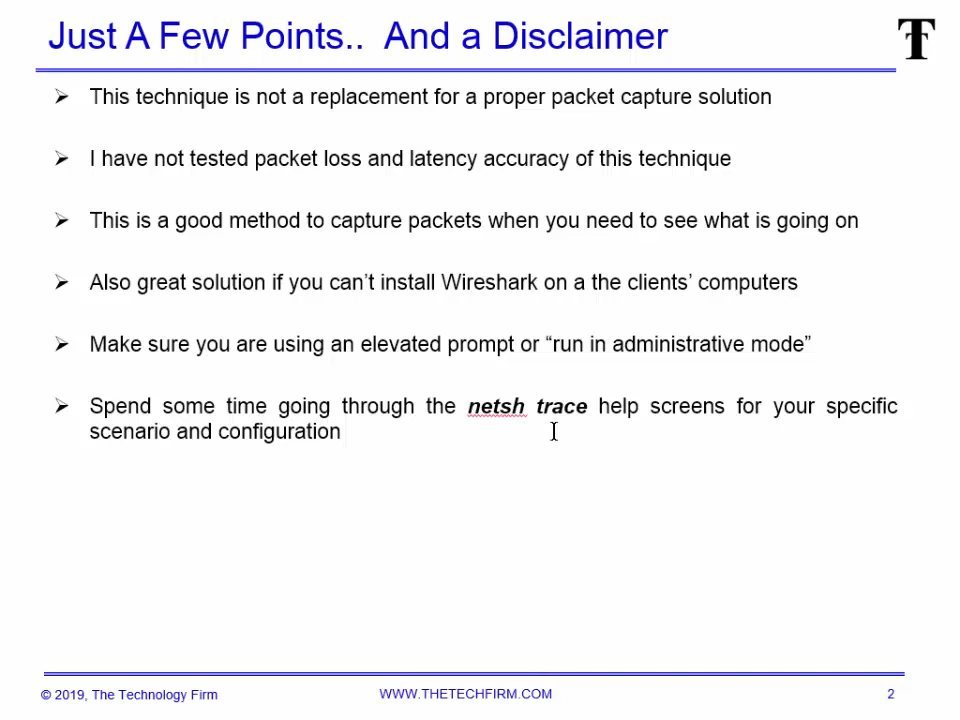 Just A Few Points.. And a Disclaimer
This technique is not a replacement for a proper packet capture solution
I have not tested packet loss and latency accuracy of this technique
This is a good method to capture packets when you need to see what is going on
Also great solution if you can’t install Wireshark on a the clients’ computers
Make sure you are using an elevated prompt or “run in administrative mode”
Spend some time going through the netsh trace help screens for your specific
scenario and configuration
© 2019, The Technology Firm
WWW.THETECHFIRM.COM
2